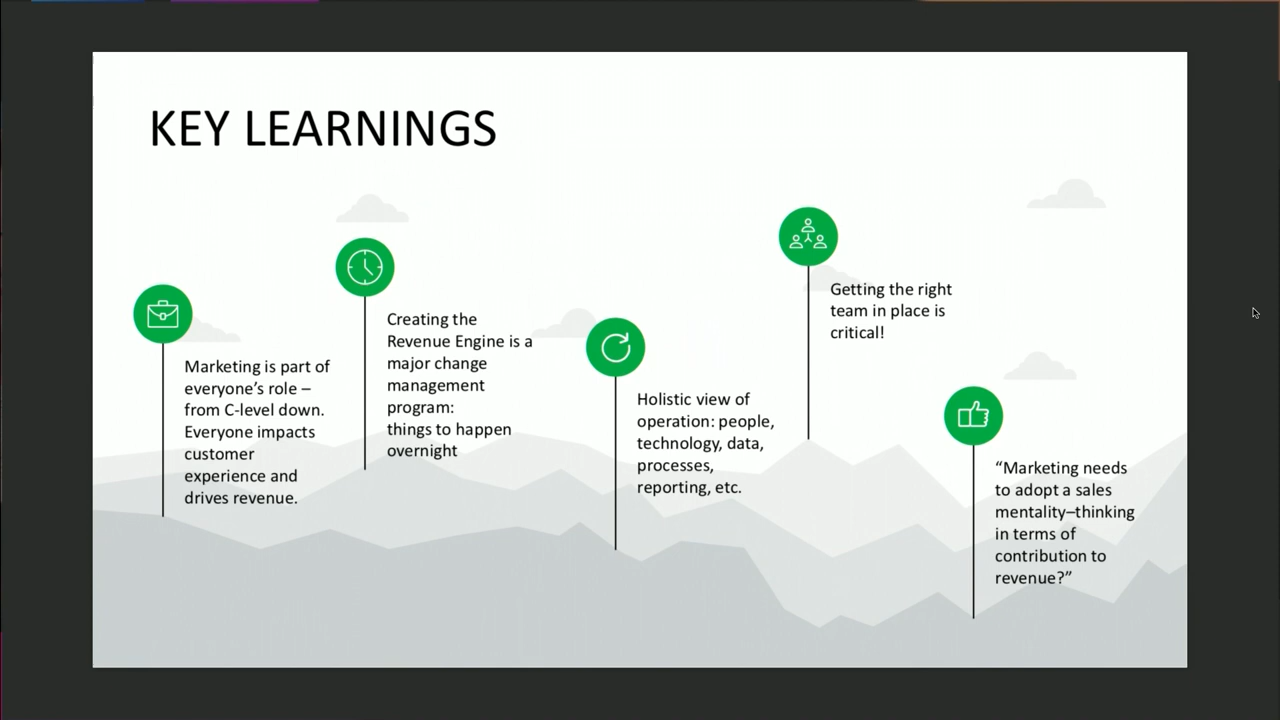 KEY LEARNINGS
Marketing is part of
everyone’s role –
from C-level down.
Everyone impacts
customer
experience and
drives revenue.
Creating the
Revenue Engine is a
major change
management
program:
things to happen
overnight
Holistic view of
operation: people,
technology, data,
processes,
reporting, etc.
Getting the right
team in place is
critical!
“Marketing needs
to adopt a sales
mentality–thinking
in terms of
contribution to
revenue?”